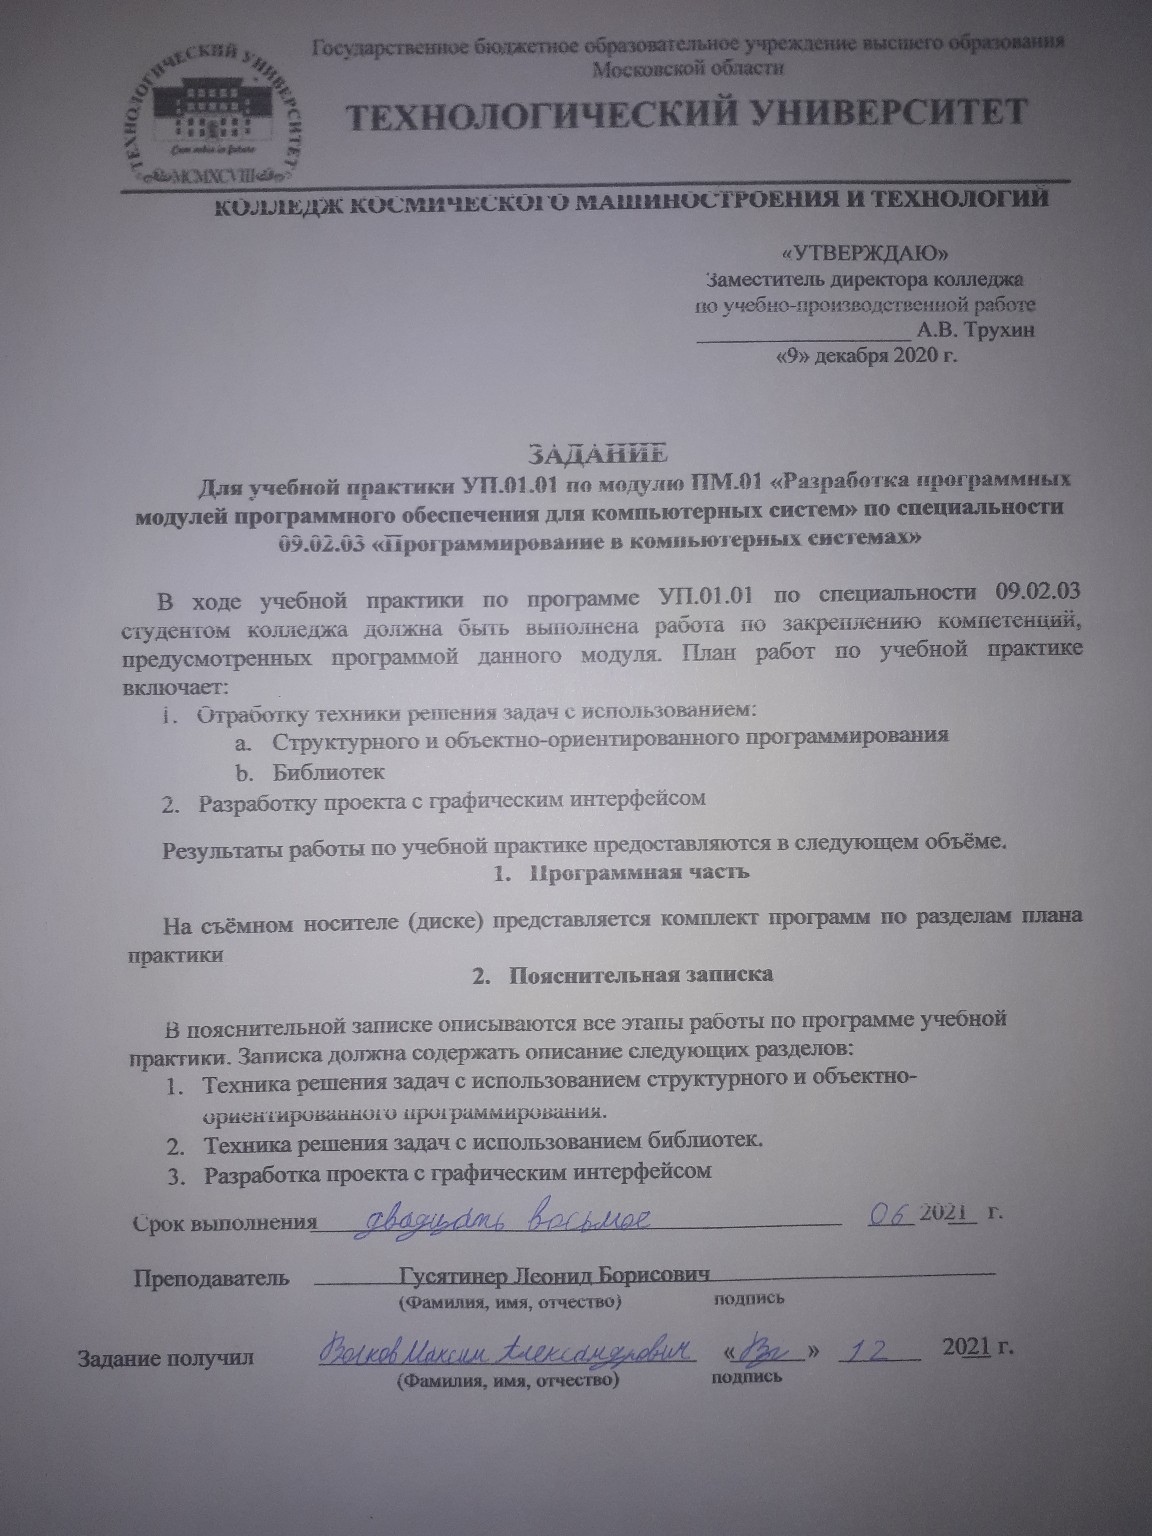 ТЕХНОЛОГИЧЕСКИЙ УНИВЕРСИТЕТ
Cum nobis in futuro
MCMXCVIII
Государственное бюджетное образовательное учреждение высшего образования
Московской области
ТЕХНОЛОГИЧЕСКИЙ УНИВЕРСИТЕТ
КОЛЛЕДЖ КОСМИЧЕСКОГО МАШИНОСТРОЕНИЯ И ТЕХНОЛОГИЙ
«УТВЕРЖДАЮ»
Заместитель директора колледжа
по учебно-производственной работе
А.В. Трухин
«9» декабря 2020 г.
ЗАДАНИЕ
Для учебной практики УП.01.01 по модулю ПМ.01 «Разработка программных
модулей программного обеспечения для компьютерных систем» по специальности
09.02.03 «Программирование в компьютерных системах»
В ходе учебной практики по программе УП.01.01 по специальности 09.02.03
студентом колледжа должна быть выполнена работа по закреплению компетенций,
предусмотренных программой данного модуля. План работ по учебной практике
включает:
1. Отработку техники решения задач с использованием:
a. Структурного и объектно-ориентированного программирования
b. Библиотек
2. Разработку проекта с графическим интерфейсом
Результаты работы по учебной практике предоставляются в следующем объёме.
1. Программная часть
На съёмном носителе (диске) представляется комплект программ по разделам плана
практики
2. Пояснительная записка
В пояснительной записке описываются все этапы работы по программе учебной
практики. Записка должна содержать описание следующих разделов:
1. Техника решения задач с использованием структурного и объектно-
ориентированного программирования.
2. Техника решения задач с использованием библиотек.
3. Разработка проекта с графическим интерфейсом
Срок выполнения двадцать восьмое 06 2021 г.
Преподаватель Гусятинер Леонид Борисович
(Фамилия, имя, отчество) подпись
Задание получил Волков Максим Александрович « » 12 2021 г.
(Фамилия, имя, отчество) подпись